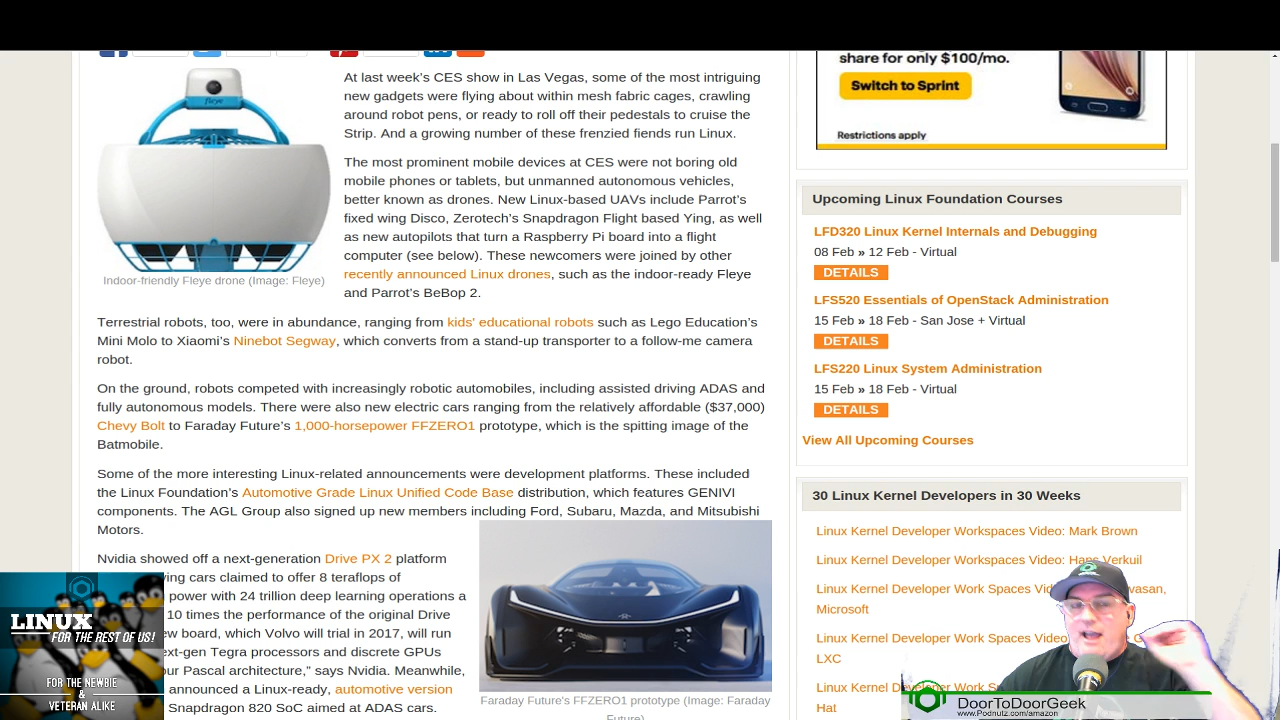 At last week's CES show in Las Vegas, some of the most intriguing
new gadgets were flying about within mesh fabric cages, crawling
around robot pens, or ready to roll off their pedestals to cruise the
Strip. And a growing number of these frenzied fiends run Linux.
The most prominent mobile devices at CES were not boring old
mobile phones or tablets, but unmanned autonomous vehicles,
better known as drones. New Linux-based UAVs include Parrot's
fixed wing Disco, Zerotech's Snapdragon Flight based Ying, as well
as new autopilots that turn a Raspberry Pi board into a flight
computer (see below). These newcomers were joined by other
recently announced Linux drones, such as the indoor-ready Fleye
and Parrot's BeBop 2.
fleye
Indoor-friendly Fleye drone (Image: Fleye)
Terrestrial robots, too, were in abundance, ranging from kids' educational robots such as Lego Education's
Mini Molo to Xiaomi's Ninebot Segway, which converts from a stand-up transporter to a follow-me camera
robot.
On the ground, robots competed with increasingly robotic automobiles, including assisted driving ADAS and
fully autonomous models. There were also new electric cars ranging from the relatively affordable ($37,000)
Chevy Bolt to Faraday Future's 1,000-horsepower FFZERO1 prototype, which is the spitting image of the
Batmobile.
Some of the more interesting Linux-related announcements were development platforms. These included
the Linux Foundation's Automotive Grade Linux Unified Code Base distribution, which features GENIVI
components. The AGL Group also signed up new members including Ford, Subaru, Mazda, and Mitsubishi
Motors.
Nvidia showed off a next-generation Drive PX 2 platform
ving cars claimed to offer 8 teraflops of
power with 24 trillion deep learning operations a
10 times the performance of the original Drive
ew board, which Volvo will trial in 2017, will run
ext-gen Tegra processors and discrete GPUs
our Pascal architecture," says Nvidia. Meanwhile,
announced a Linux-ready, automotive version
Snapdragon 820 SoC aimed at ADAS cars.
Faraday Future's FFZERO1 prototype (Image: Faraday
Future)
share for only $100/mo.
Switch to Sprint
Restrictions apply
Upcoming Linux Foundation Courses
LFD320 Linux Kernel Internals and Debugging
08 Feb » 12 Feb - Virtual
DETAILS
LFS520 Essentials of OpenStack Administration
15 Feb » 18 Feb - San Jose + Virtual
DETAILS
LFS220 Linux System Administration
15 Feb » 18 Feb - Virtual
DETAILS
View All Upcoming Courses
30 Linux Kernel Developers in 30 Weeks
Linux Kernel Developer Workspaces Video: Mark Brown
Linux Kernel Developer Workspaces Video: Hans Verkuil
Linux Kernel Developer Work Spaces Vid vasan,
Microsoft
Linux Kernel Developer Work Spaces Video
LXC
Linux Kernel Developer Work
Hat
LINUX
FOR THE REST OF US!
FOR THE NEWBIE
&
VETERAN ALIKE
DoorToDoorGeek
www.Podnutz.com/amazon